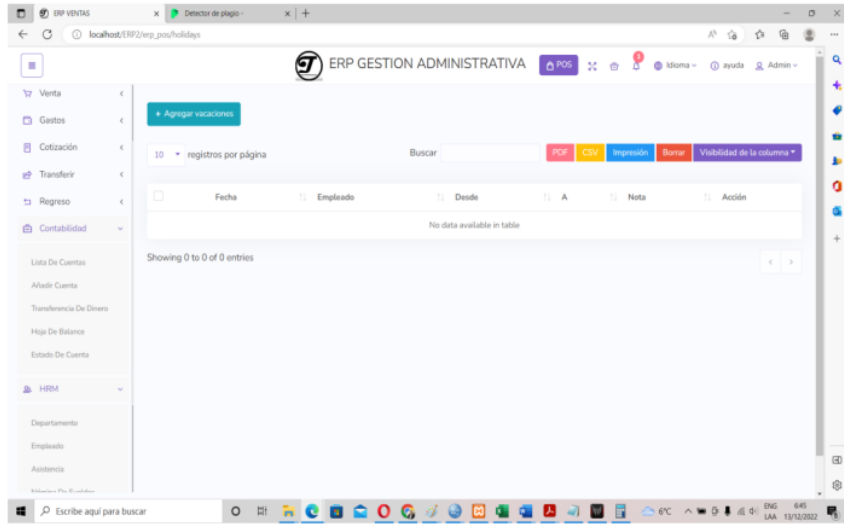 ERP VENTAS
Detector de plagio -
localhost/ERP2/erp_pos/holidays
ERP GESTION ADMINISTRATIVA
POS
Idioma
ayuda
Admin
Venta
Gastos
Cotización
Transferir
Regreso
Contabilidad
Lista De Cuentas
Añadir Cuenta
Transferencia De Dinero
Hoja De Balance
Estado De Cuenta
HRM
Departamento
Empleado
Asistencia
+ Agregar vacaciones
10 registros por página
Buscar
PDF CSV Impresión Borrar Visibilidad de la columna
Fecha Empleado Desde A Nota Acción
No data available in table
Showing 0 to 0 of 0 entries
Escribe aquí para buscar
6°C
ENG 6:45
LAA 13/12/2022